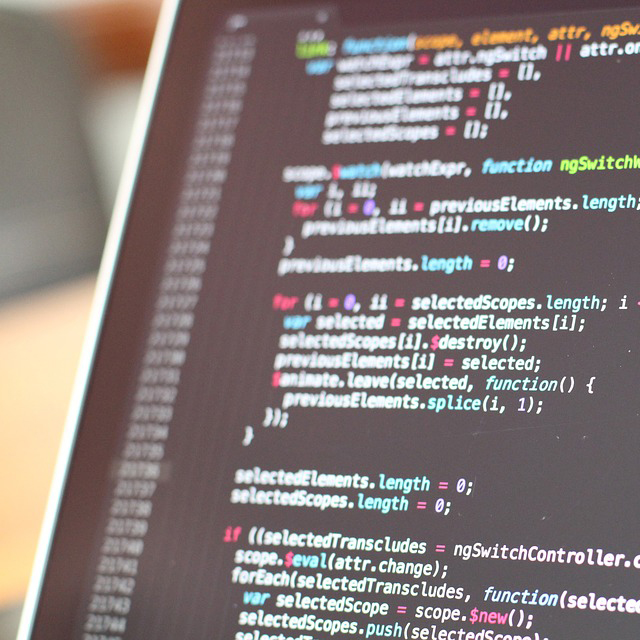 link: function(scope, element, attr, ngSw
var watchExpr = attr.ngSwitch || attr.on
selectedTranscludes = [],
selectedElements = [],
previousElements = [],
selectedScopes = [];
scope.$watch(watchExpr, function ngSwitchW
var i, ii;
for (i = 0, ii = previousElements.length;
previousElements[i].remove();
}
previousElements.length = 0;
for (i = 0, ii = selectedScopes.length; i
var selected = selectedElements[i];
selectedScopes[i].$destroy();
previousElements[i] = selected;
$animate.leave(selected, function() {
previousElements.splice(i, 1);
});
}
selectedElements.length = 0;
selectedScopes.length = 0;
if ((selectedTranscludes = ngSwitchController.c
scope.$eval(attr.change);
forEach(selectedTranscludes, function(selecte
var selectedScope = scope.$new();
selectedScopes.push(selectedScope)